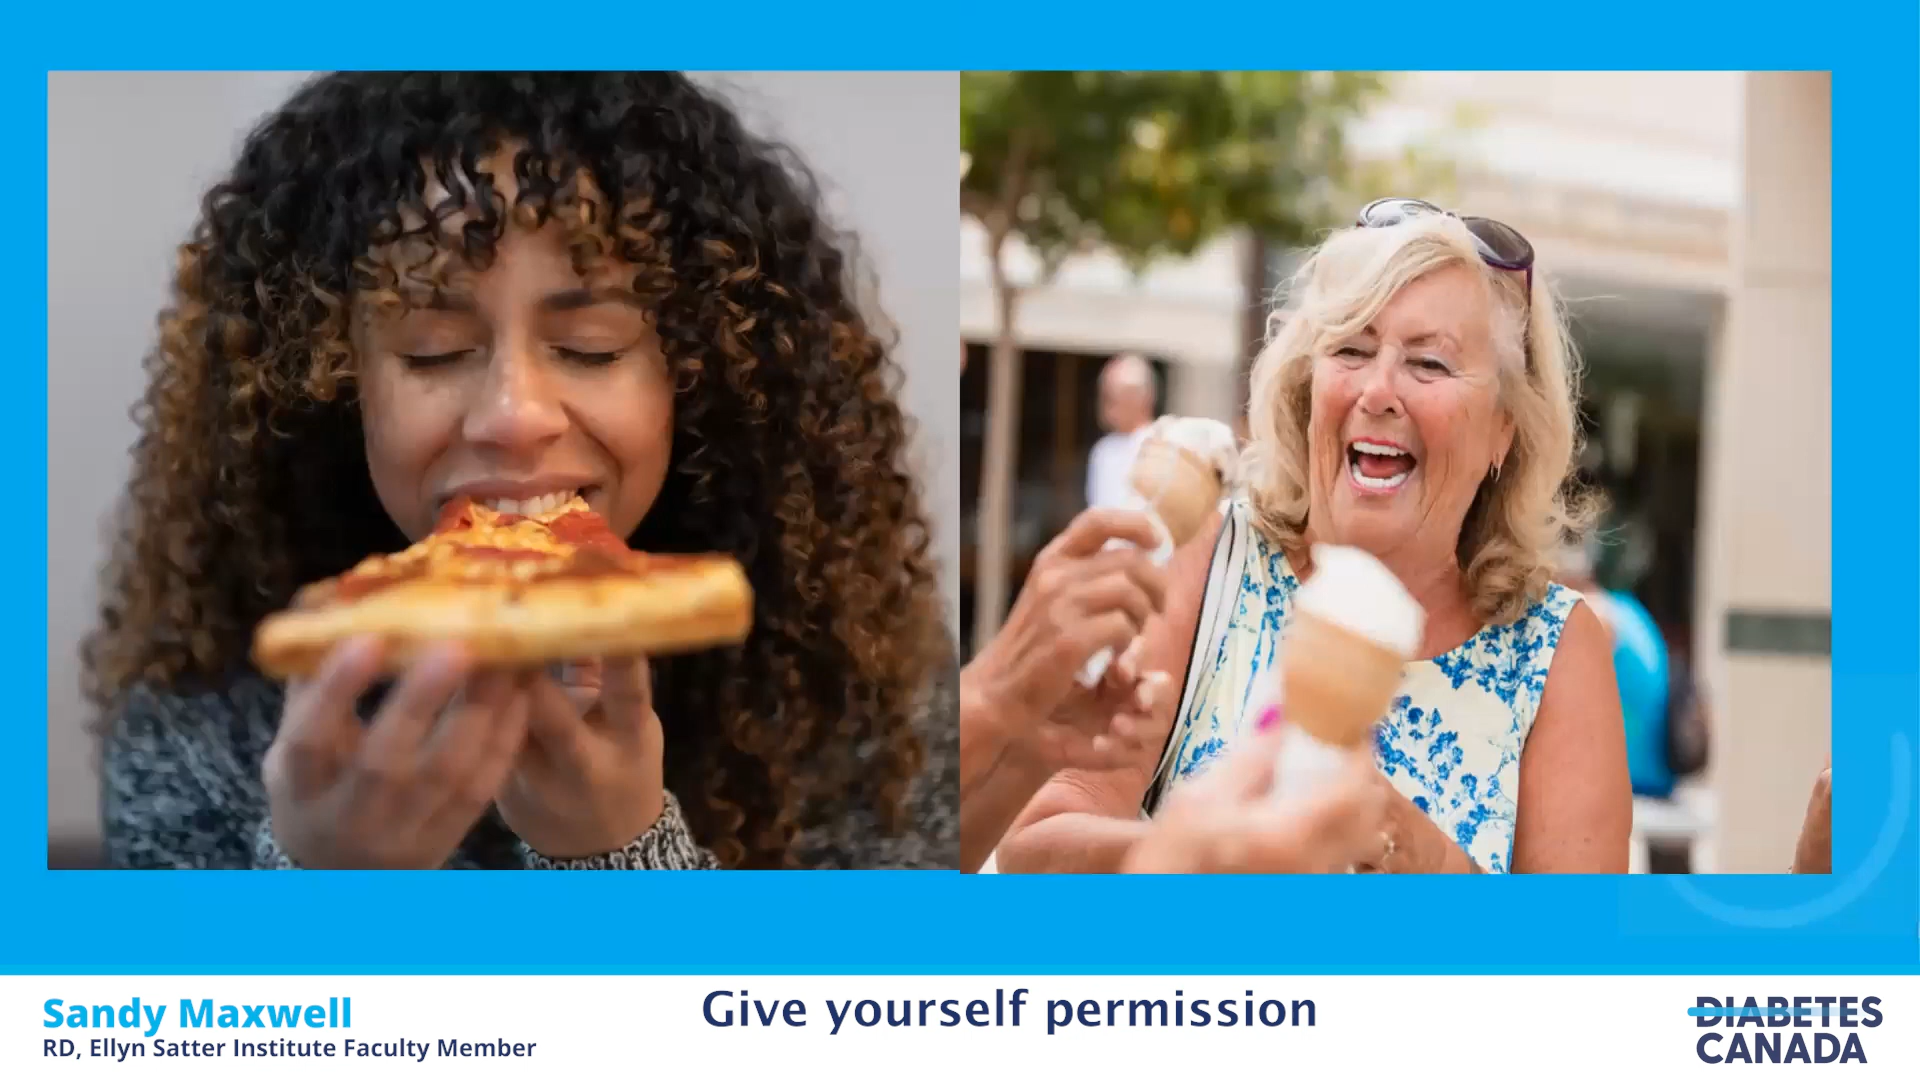 Sandy Maxwell
RD, Ellyn Satter Institute Faculty Member
Give yourself permission
DIABETES
CANADA